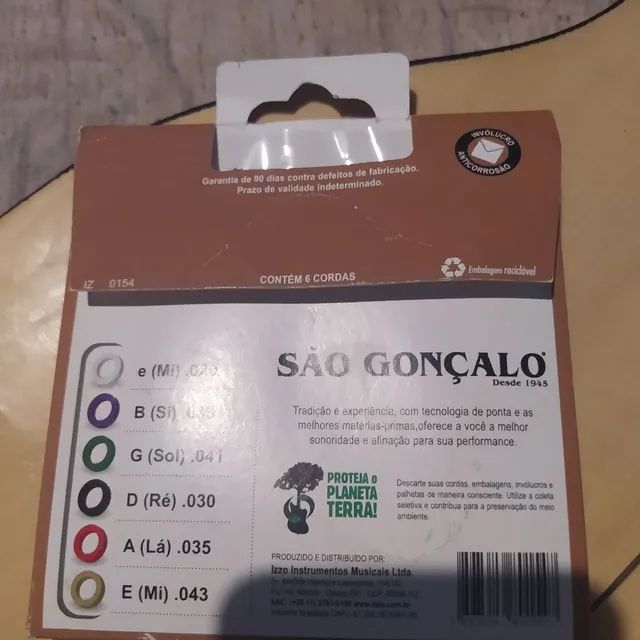 INVÓLUCRO
ANTICORROSÃO
Garantia de 90 dias contra defeitos de fabricação.
Prazo de validade indeterminado.
Embalagem reciclável
IZ 0154
CONTÉM 6 CORDAS
SÃO GONÇALO
Desde 1945
e (Mi)
B (Si)
G (Sol) .041
D (Ré) .030
A (Lá) .035
E (Mi) .043
Tradição e experiência, com tecnologia de ponta e as
melhores matérias-primas,oferece a você a melhor
sonoridade e afinação para sua performance.
PROTEJA O
PLANETA
TERRA!
Descarte suas cordas, embalagens, invólucros e
palhetas de maneira consciente. Utilize a coleta
seletiva e contribua para a preservação do meio
ambiente.
PRODUZIDO E DISTRIBUÍDO POR:
Izzo Instrumentos Musicais Ltda.